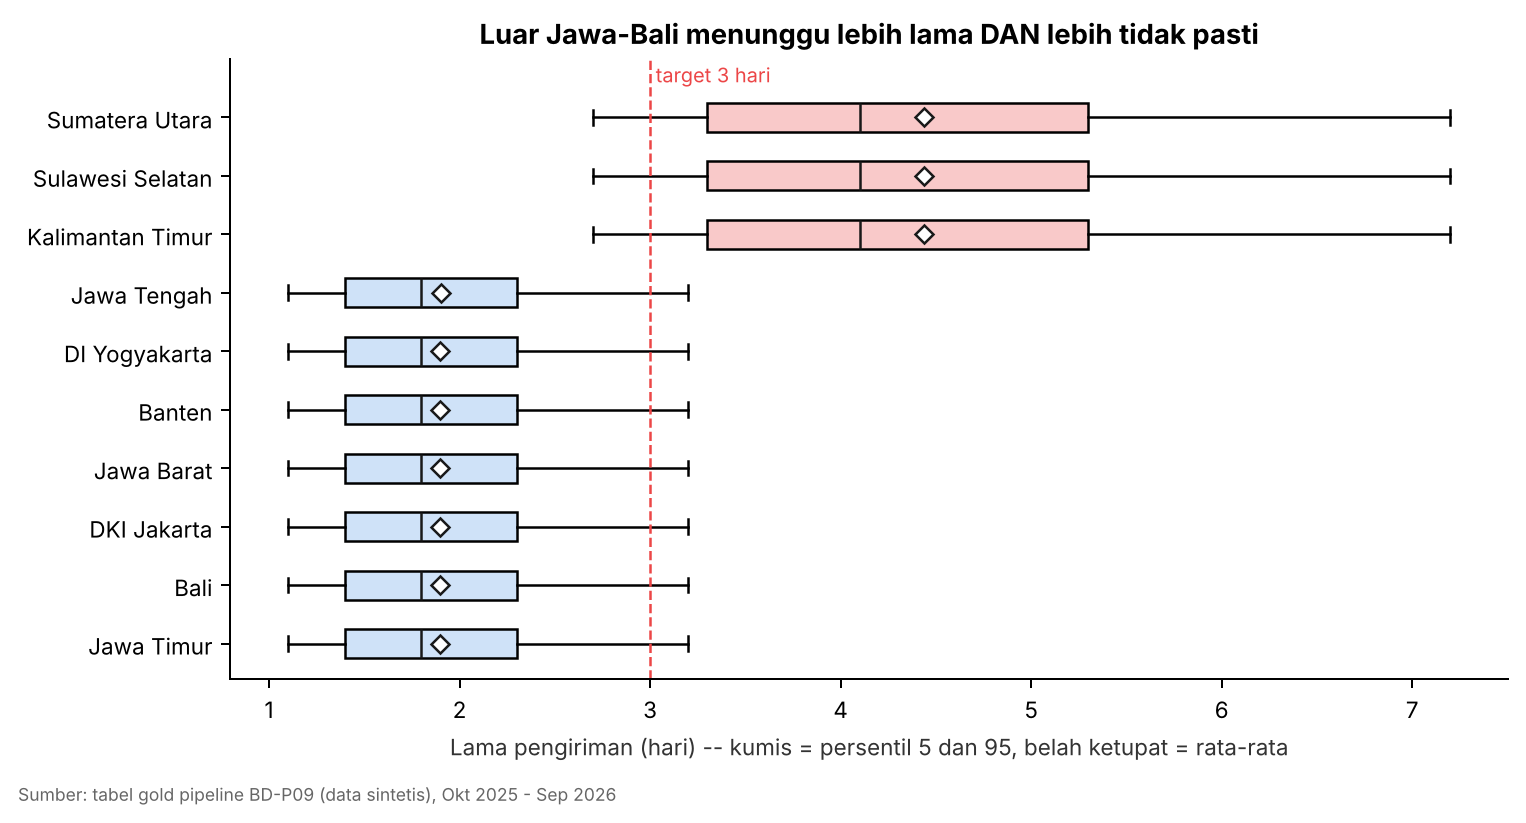 Luar Jawa-Bali menunggu lebih lama DAN lebih tidak pasti
target 3 hari
Sumatera Utara
Sulawesi Selatan
Kalimantan Timur
Jawa Tengah
DI Yogyakarta
Banten
Jawa Barat
DKI Jakarta
Bali
Jawa Timur
1 2 3 4 5 6 7
Lama pengiriman (hari) -- kumis = persentil 5 dan 95, belah ketupat = rata-rata
Sumber: tabel gold pipeline BD-P09 (data sintetis), Okt 2025 - Sep 2026